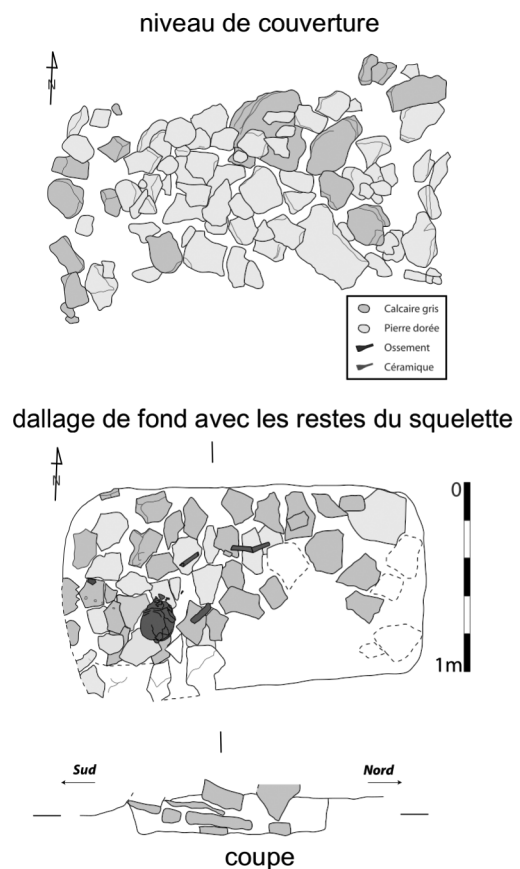 niveau de couverture
N
Calcaire gris
Pierre dorée
Ossement
Céramique
dallage de fond avec les restes du squelette
N
0
1m
Sud
Nord
coupe